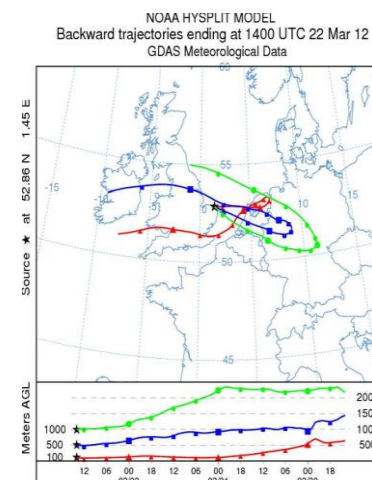 NOAA HYSPLIT MODEL
Backward trajectories ending at 1400 UTC 22 Mar 12
GDAS Meteorological Data
Source ★ at 52.86 N 1.45 E
60
55
-15
10
15
50
45
Meters AGL
1000
500
100
200
150
100
500
12 06 00 18 12 06 00 18 12 06 00 18